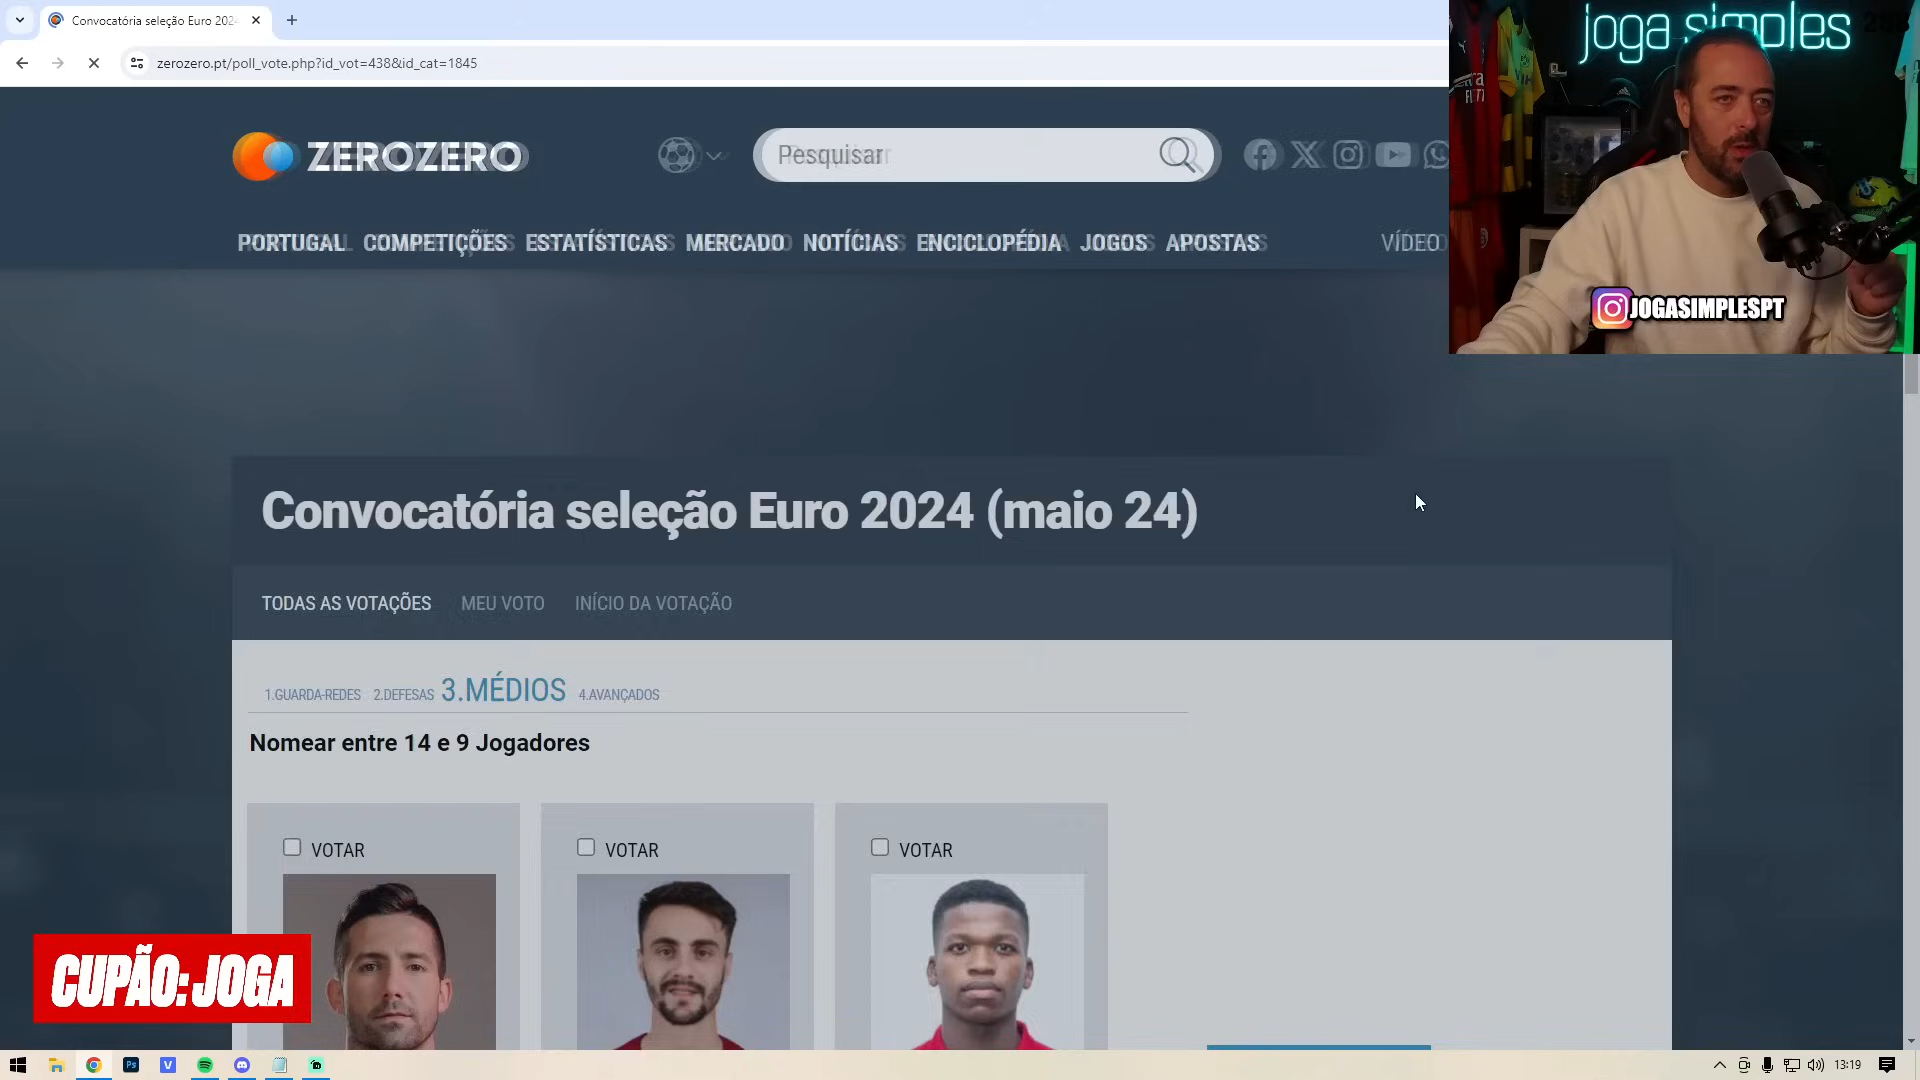 Convocatória seleção Euro 202
zerozero.pt/poll_vote.php?id_vot=438&id_cat=1845
joga simples
ZEROZERO
Pesquisar
PORTUGAL COMPETIÇÕES ESTATÍSTICAS MERCADO NOTÍCIAS ENCICLOPÉDIA JOGOS APOSTAS VÍDEO
JOGASIMPLESPT
Convocatória seleção Euro 2024 (maio 24)
TODAS AS VOTAÇÕES MEU VOTO INÍCIO DA VOTAÇÃO
1.GUARDA-REDES 2.DEFESAS 3.MÉDIOS 4.AVANÇADOS
Nomear entre 14 e 9 Jogadores
VOTAR VOTAR VOTAR
CUPÃO: JOGA
Ps V 13:19